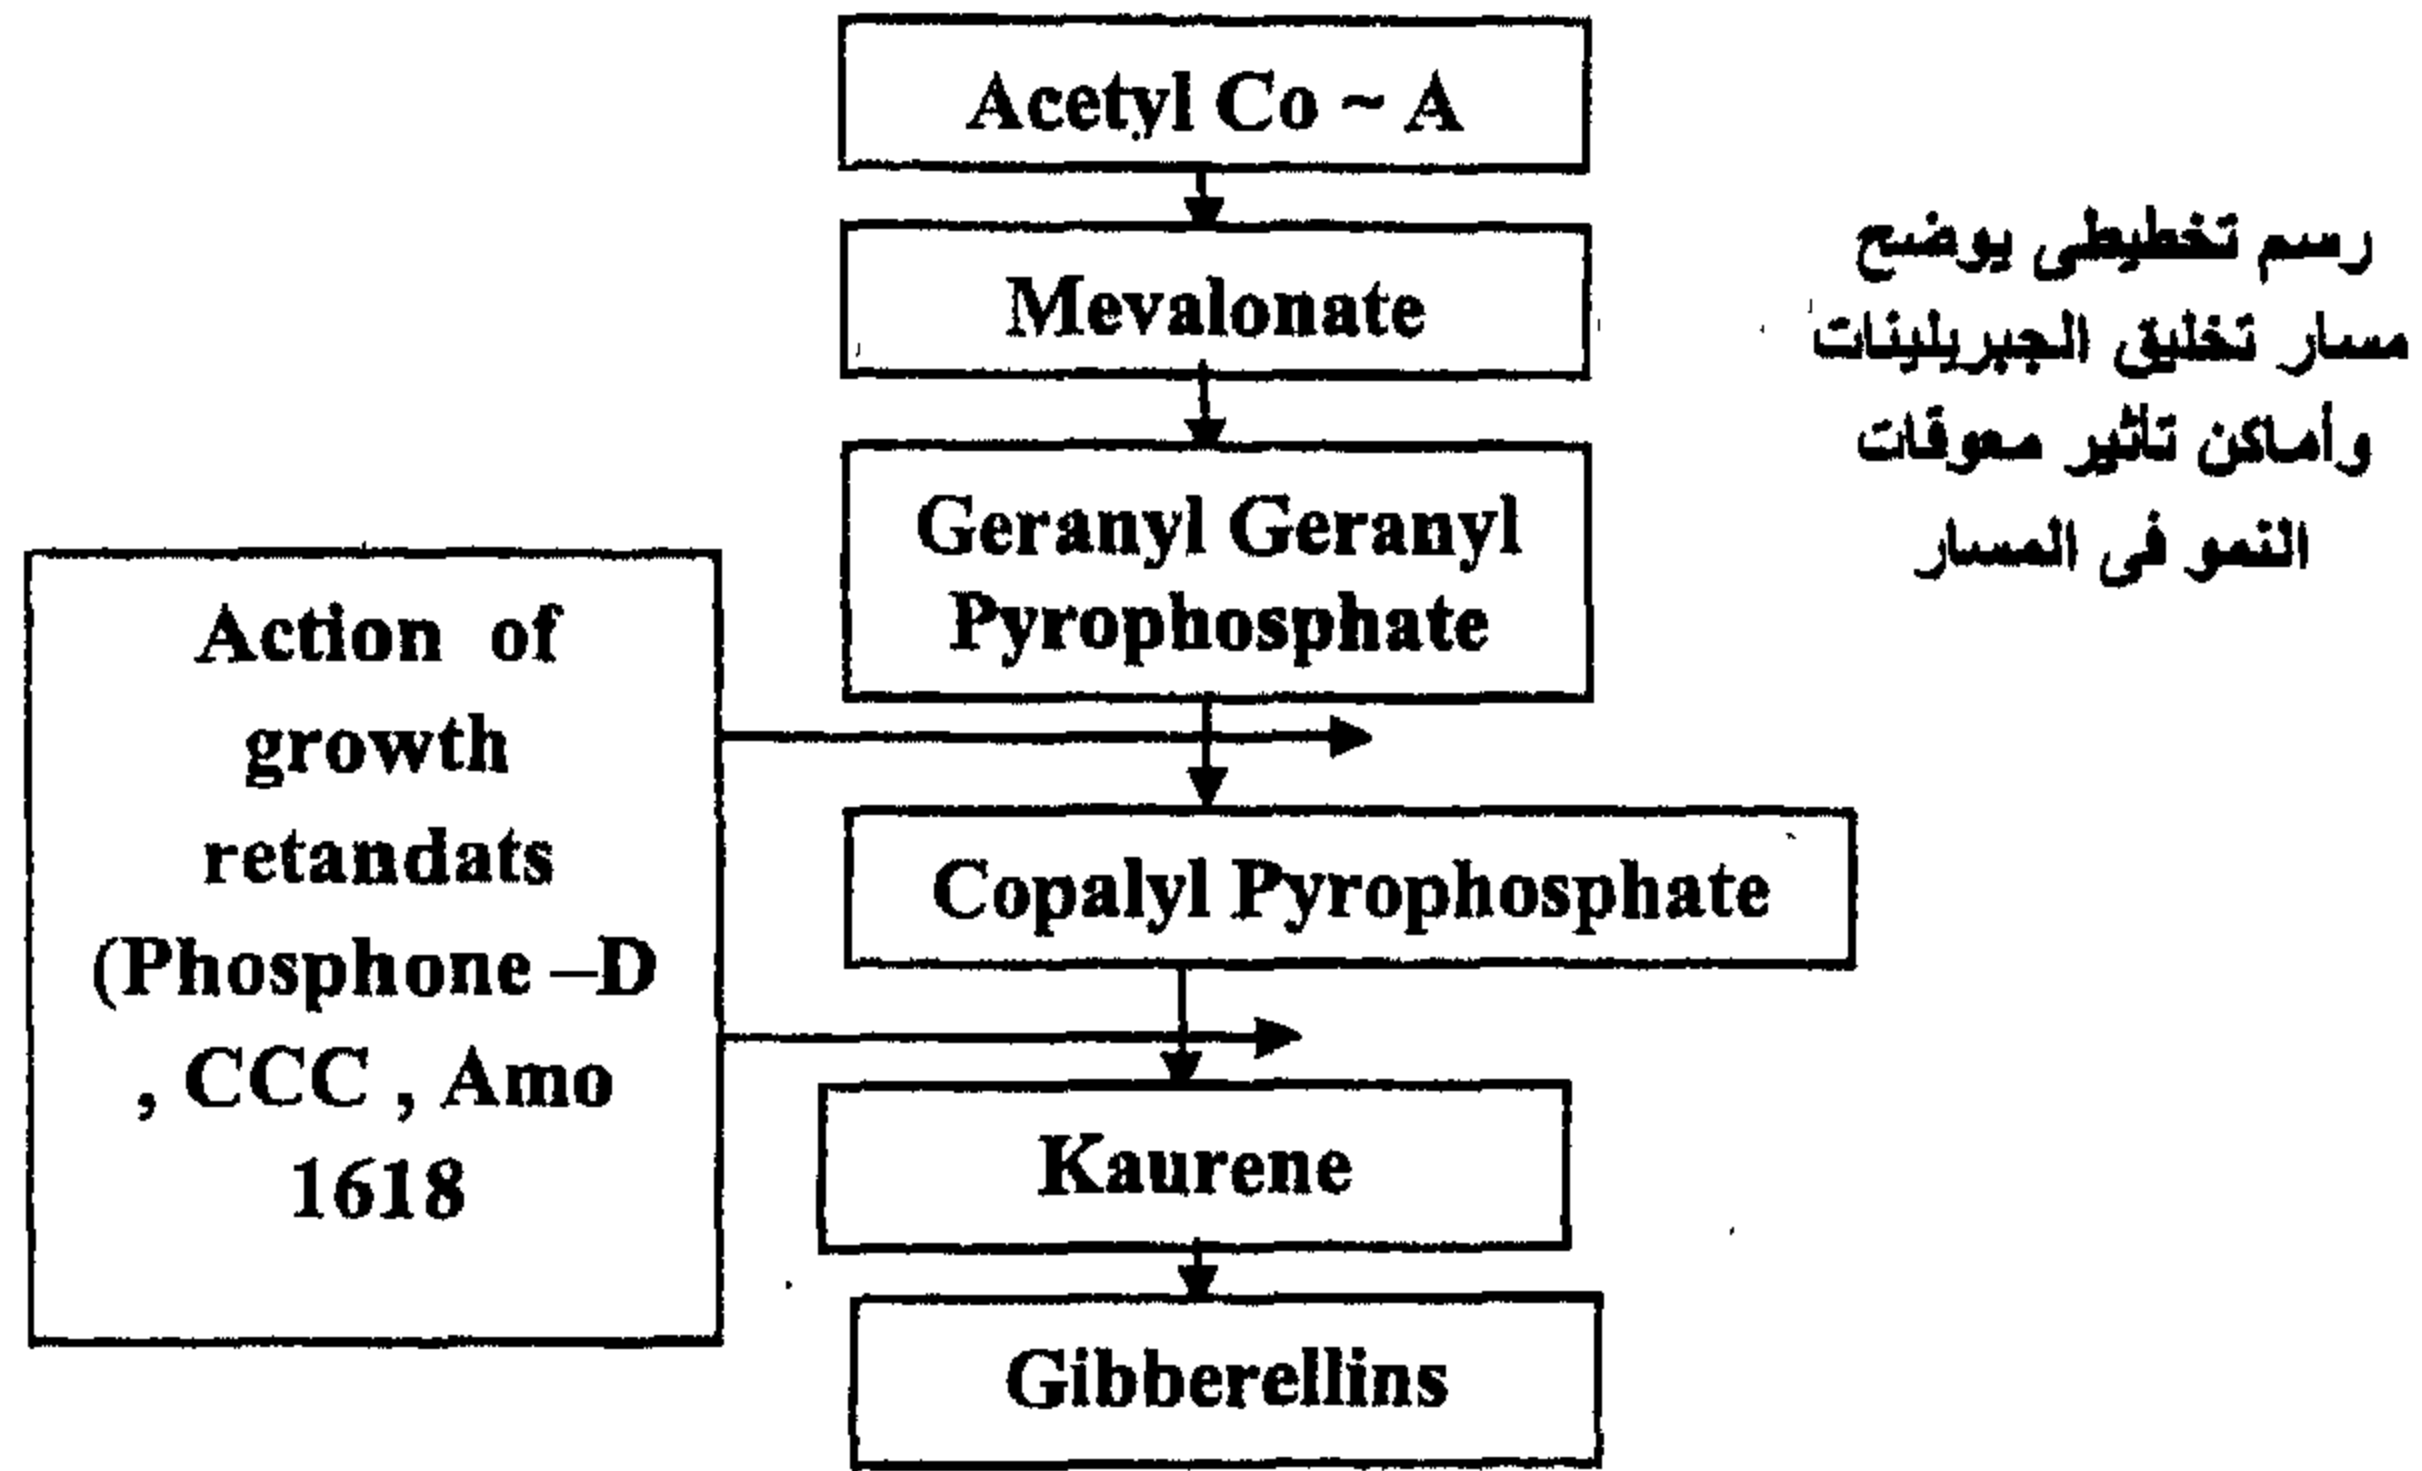 Acetyl Co ~ A
Mevalonate
رسم تخطيطى يوضح
مسار تخليق الجبريلينات
وأماكن تاثير معوقات
النمو فى المسار
Geranyl Geranyl
Pyrophosphate
Action of
growth
retandats
(Phosphone –D
, CCC , Amo
1618
Copalyl Pyrophosphate
Kaurene
Gibberellins